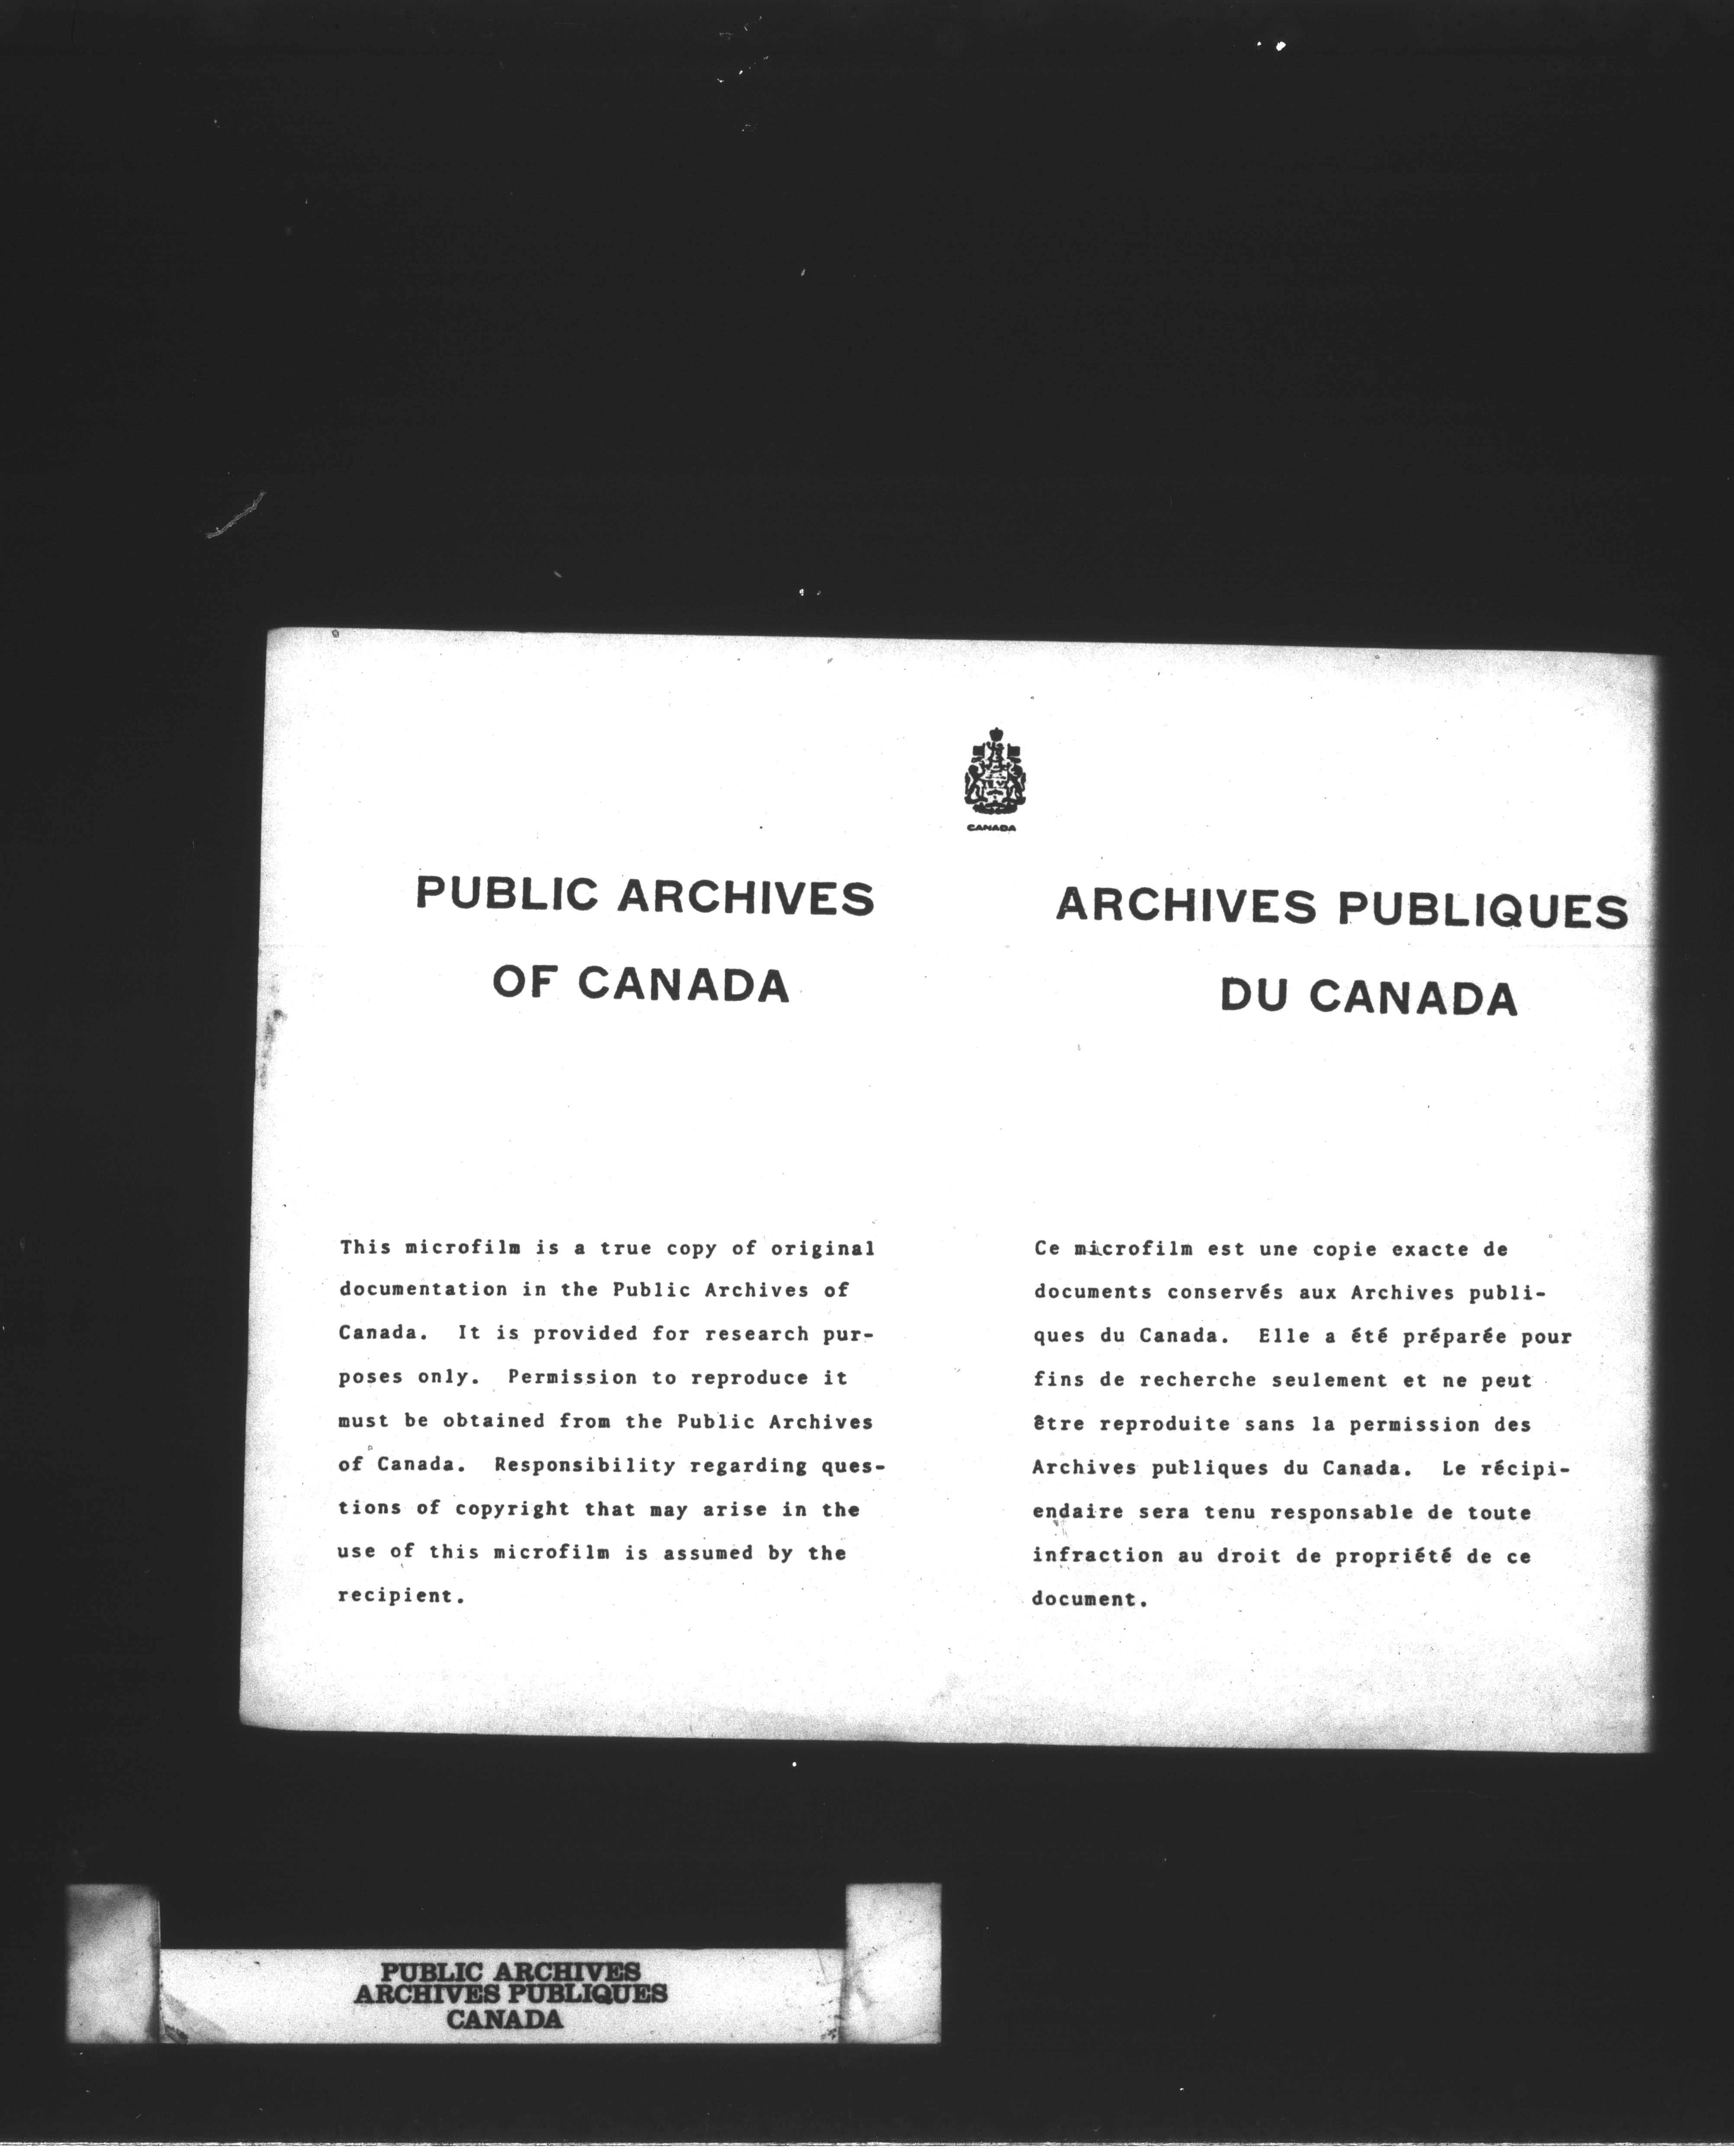 CANADA
PUBLIC ARCHIVES
OF CANADA
This microfilm is a true copy of original
documentation in the Public Archives of
Canada. It is provided for research pur-
poses only. Permission to reproduce it
must be obtained from the Public Archives
of Canada. Responsibility regarding ques-
tions of copyright that may arise in the
use of this microfilm is assumed by the
recipient.
ARCHIVES PUBLIQUES
DU CANADA
Ce microfilm est une copie exacte de
documents conservés aux Archives publi-
ques du Canada. Elle a été préparée pour
fins de recherche seulement et ne peut
être reproduite sans la permission des
Archives publiques du Canada. Le récipi-
endaire sera tenu responsable de toute
infraction au droit de propriété de ce
document.
PUBLIC ARCHIVES
ARCHIVES PUBLIQUES
CANADA